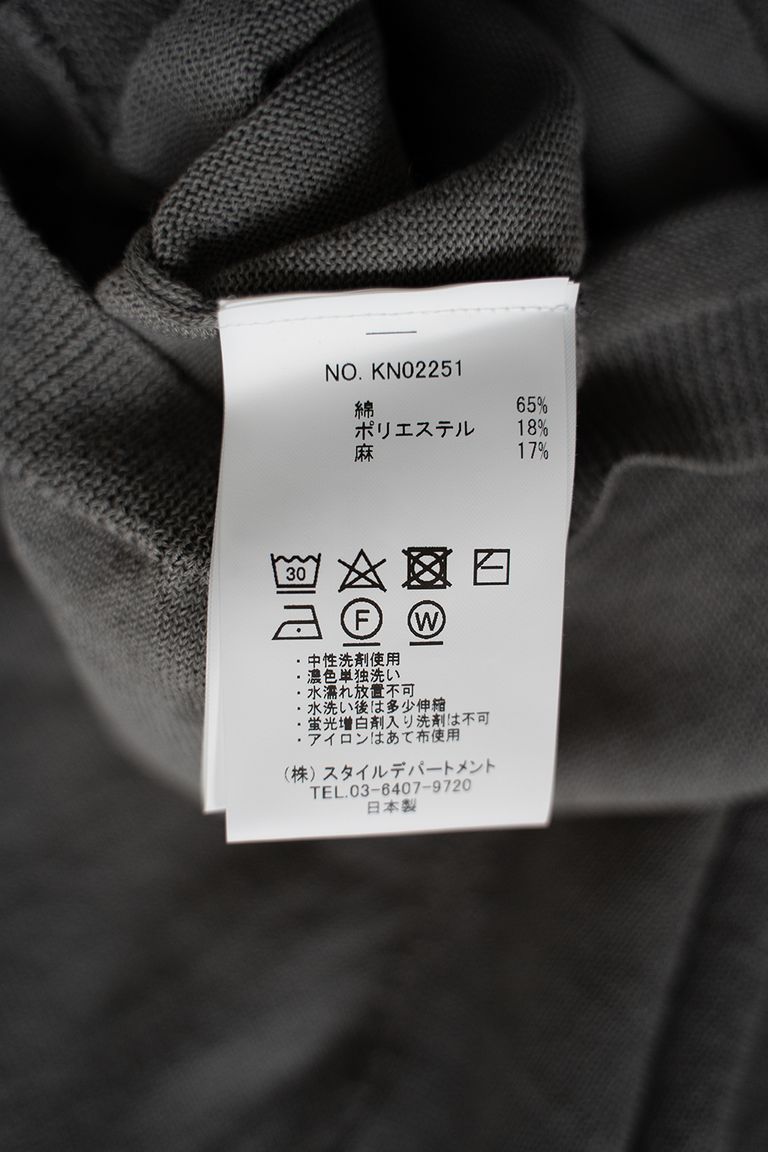 NO. KN02251
綿 65%
ポリエステル 18%
麻 17%
30
F W
・中性洗剤使用
・濃色単独洗い
・水濡れ放置不可
・水洗い後は多少伸縮
・蛍光増白剤入り洗剤は不可
・アイロンはあて布使用
(株)スタイルデパートメント
TEL.03-6407-9720
日本製